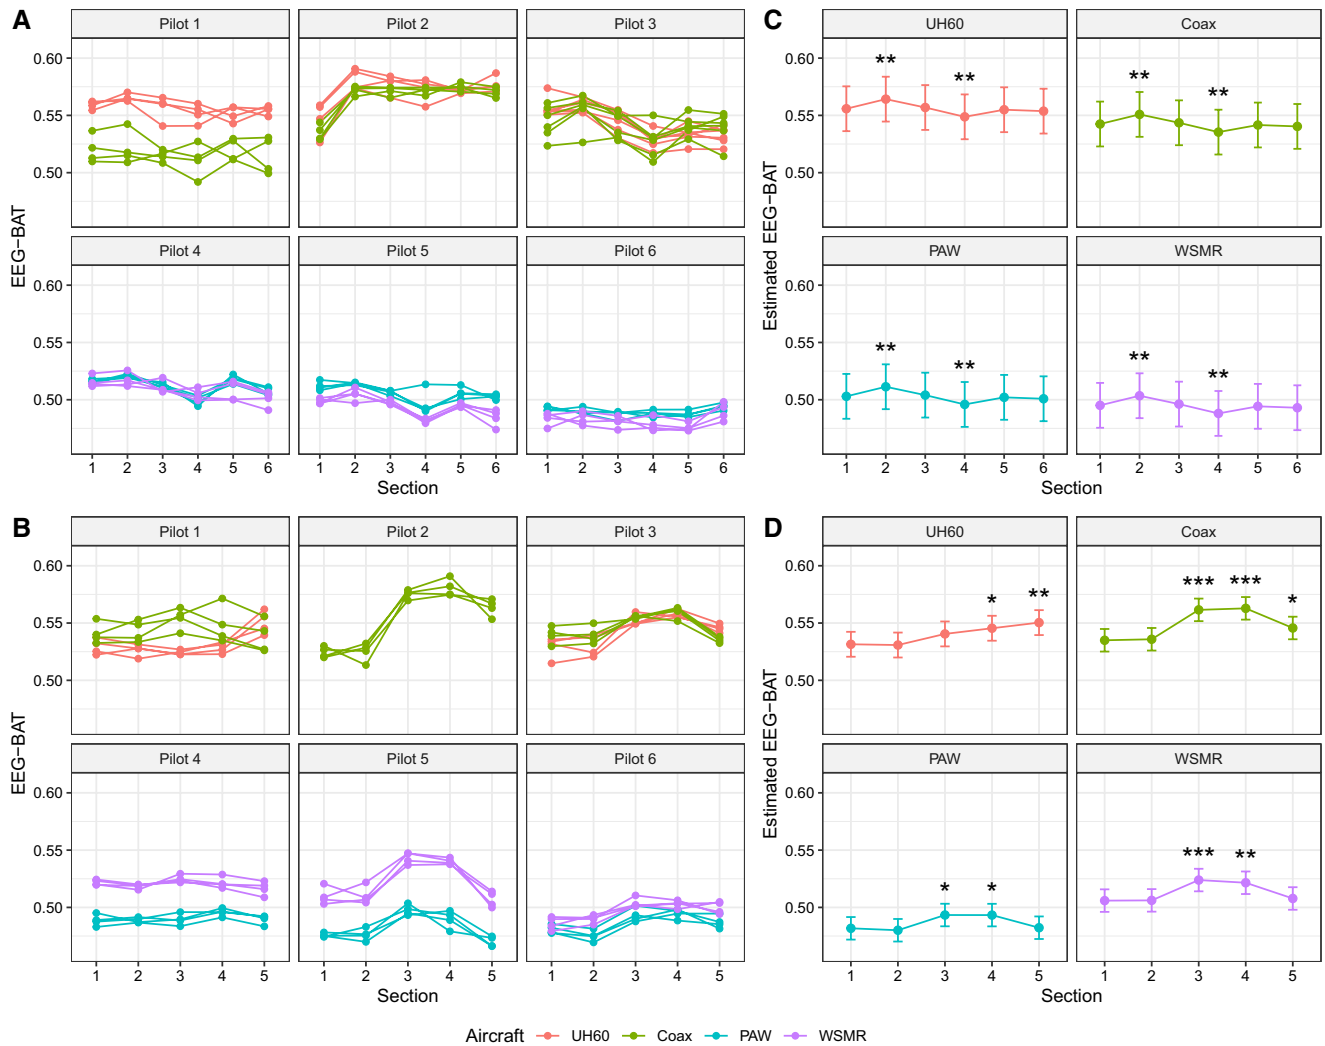 A
Pilot 1
Pilot 2
Pilot 3
0.60
0.55
0.50
EEG−BAT
Pilot 4
Pilot 5
Pilot 6
0.60
0.55
0.50
1 2 3 4 5 6
1 2 3 4 5 6
1 2 3 4 5 6
Section
C
UH60
Coax
0.60
0.55
0.50
** **
** **
Estimated EEG−BAT
PAW
WSMR
0.60
0.55
0.50
** **
** **
1 2 3 4 5 6
1 2 3 4 5 6
Section
B
Pilot 1
Pilot 2
Pilot 3
0.60
0.55
0.50
EEG−BAT
Pilot 4
Pilot 5
Pilot 6
0.60
0.55
0.50
1 2 3 4 5
1 2 3 4 5
1 2 3 4 5
Section
D
UH60
Coax
0.60
0.55
0.50
* **
*** *** *
Estimated EEG−BAT
PAW
WSMR
0.60
0.55
0.50
* *
*** **
1 2 3 4 5
1 2 3 4 5
Section
Aircraft UH60 Coax PAW WSMR